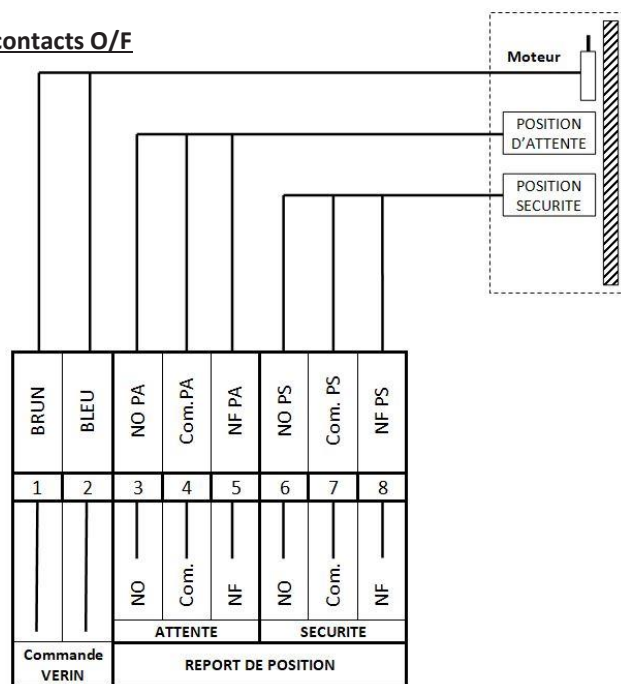 contacts O/F
Moteur
POSITION
D'ATTENTE
POSITION
SECURITE
BRUN
BLEU
NO PA
Com.PA
NF PA
NO PS
Com. PS
NF PS
1 2 3 4 5 6 7 8
NO
Com.
NF
NO
Com.
NF
ATTENTE
SECURITE
Commande
VERIN
REPORT DE POSITION